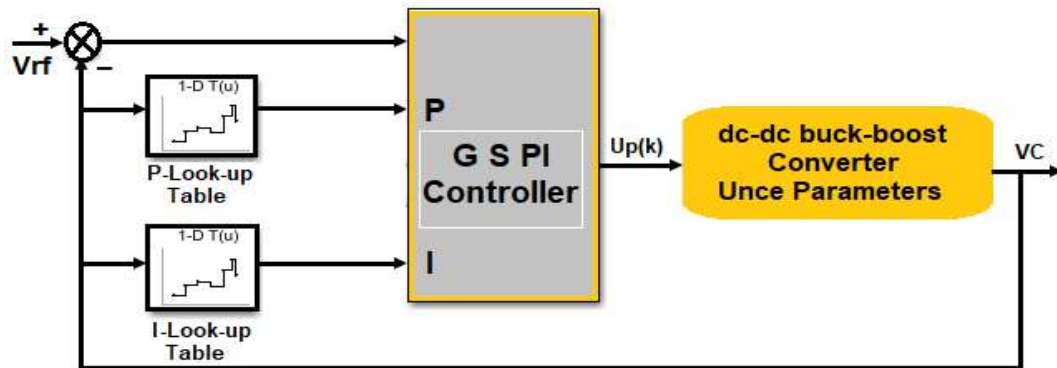 +
Vrf
–
1-D T(u)
P-Look-up
Table
1-D T(u)
I-Look-up
Table
P
G S PI
Controller
I
Up(k)
dc-dc buck-boost
Converter
Unce Parameters
VC